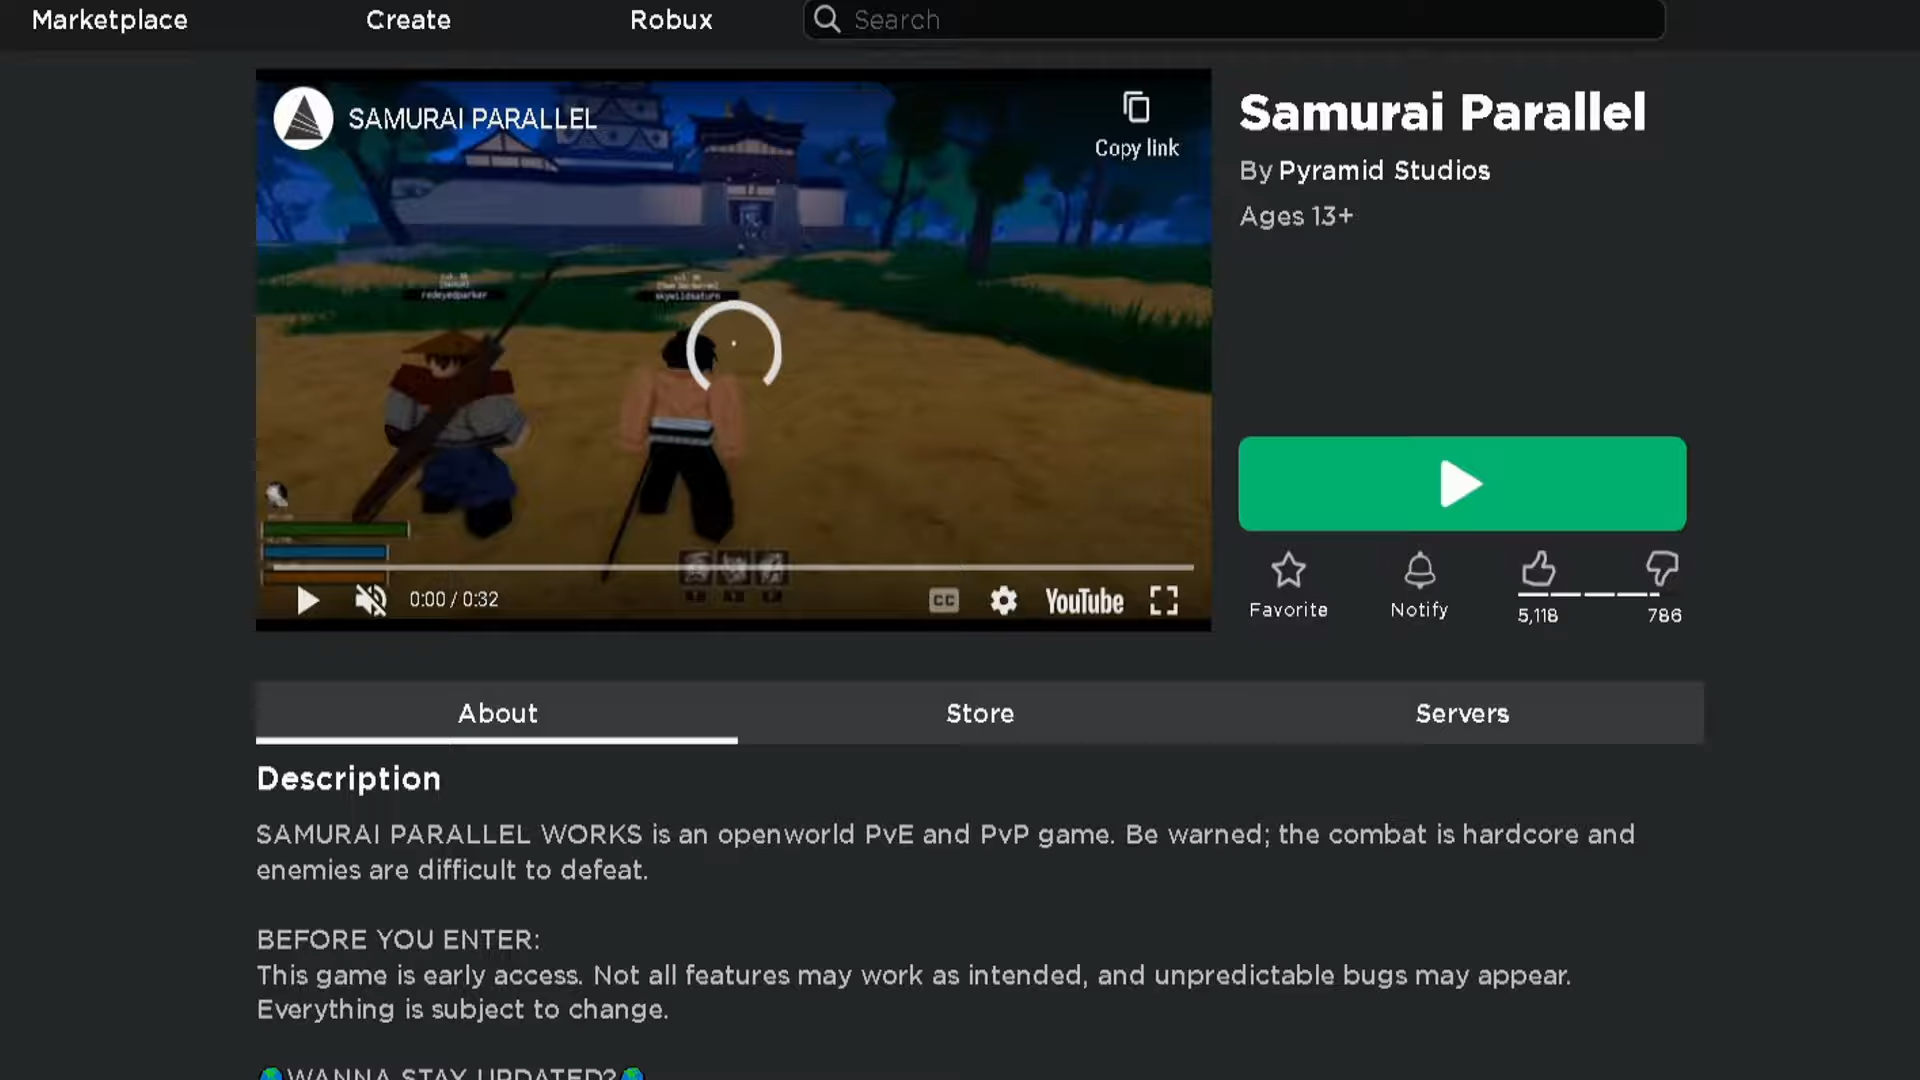 Marketplace
Create
Robux
Search
SAMURAI PARALLEL
Copy link
redeyedparker
skywildsaturn
0:00 / 0:32
CC
YouTube
Samurai Parallel
By Pyramid Studios
Ages 13+
Favorite
Notify
5,118
786
About
Store
Servers
Description
SAMURAI PARALLEL WORKS is an openworld PvE and PvP game. Be warned; the combat is hardcore and
enemies are difficult to defeat.
BEFORE YOU ENTER:
This game is early access. Not all features may work as intended, and unpredictable bugs may appear.
Everything is subject to change.
🌎WANNA STAY UPDATED?🌎